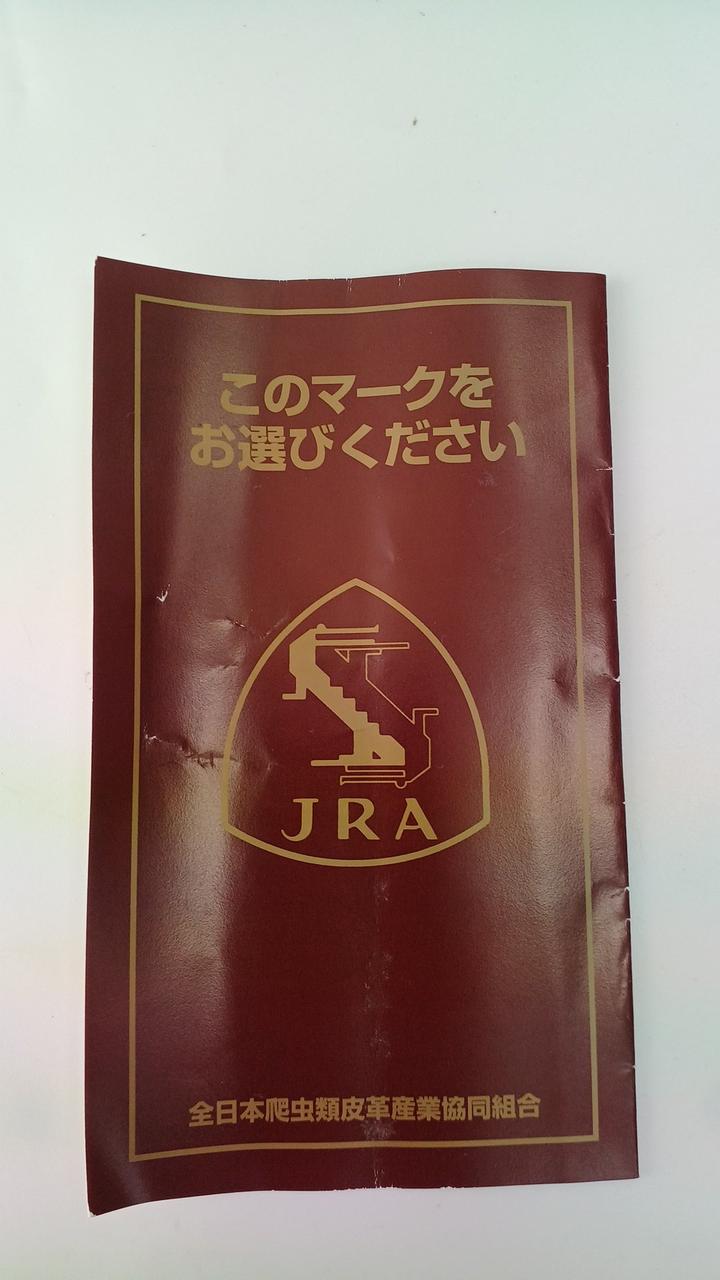 このマークを
お選びください
JRA
全日本爬虫類皮革産業協同組合